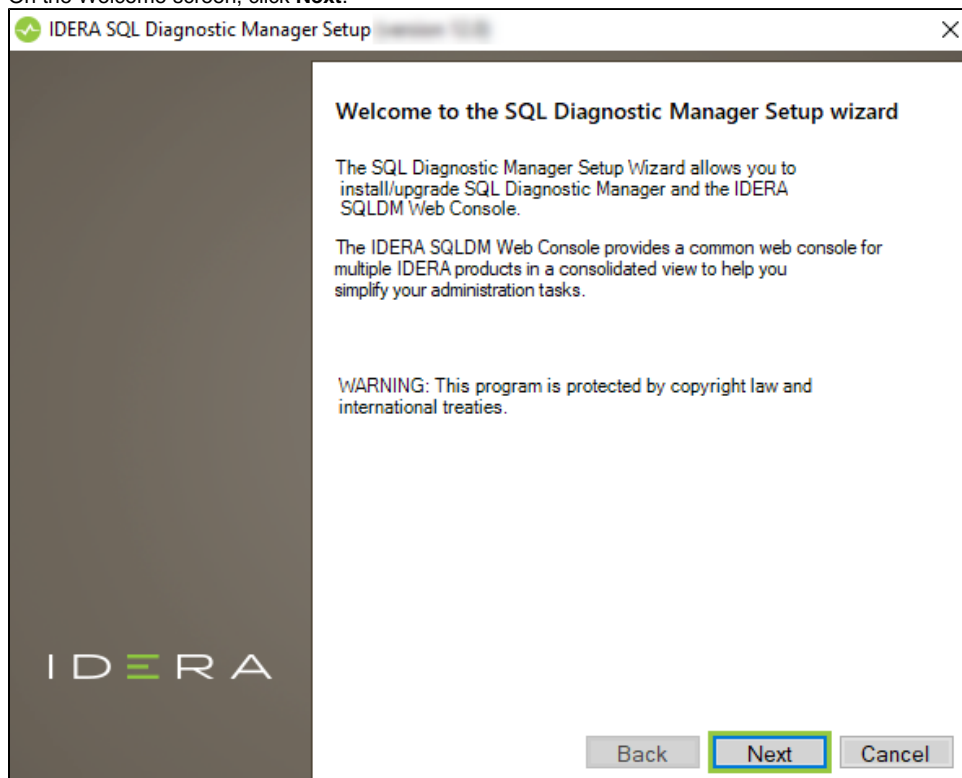 On the Welcome screen, click Next.
IDERA SQL Diagnostic Manager Setup
Welcome to the SQL Diagnostic Manager Setup wizard
The SQL Diagnostic Manager Setup Wizard allows you to
install/upgrade SQL Diagnostic Manager and the IDERA
SQLDM Web Console.
The IDERA SQLDM Web Console provides a common web console for
multiple IDERA products in a consolidated view to help you
simplify your administration tasks.
WARNING: This program is protected by copyright law and
international treaties.
IDERA
Back Next Cancel